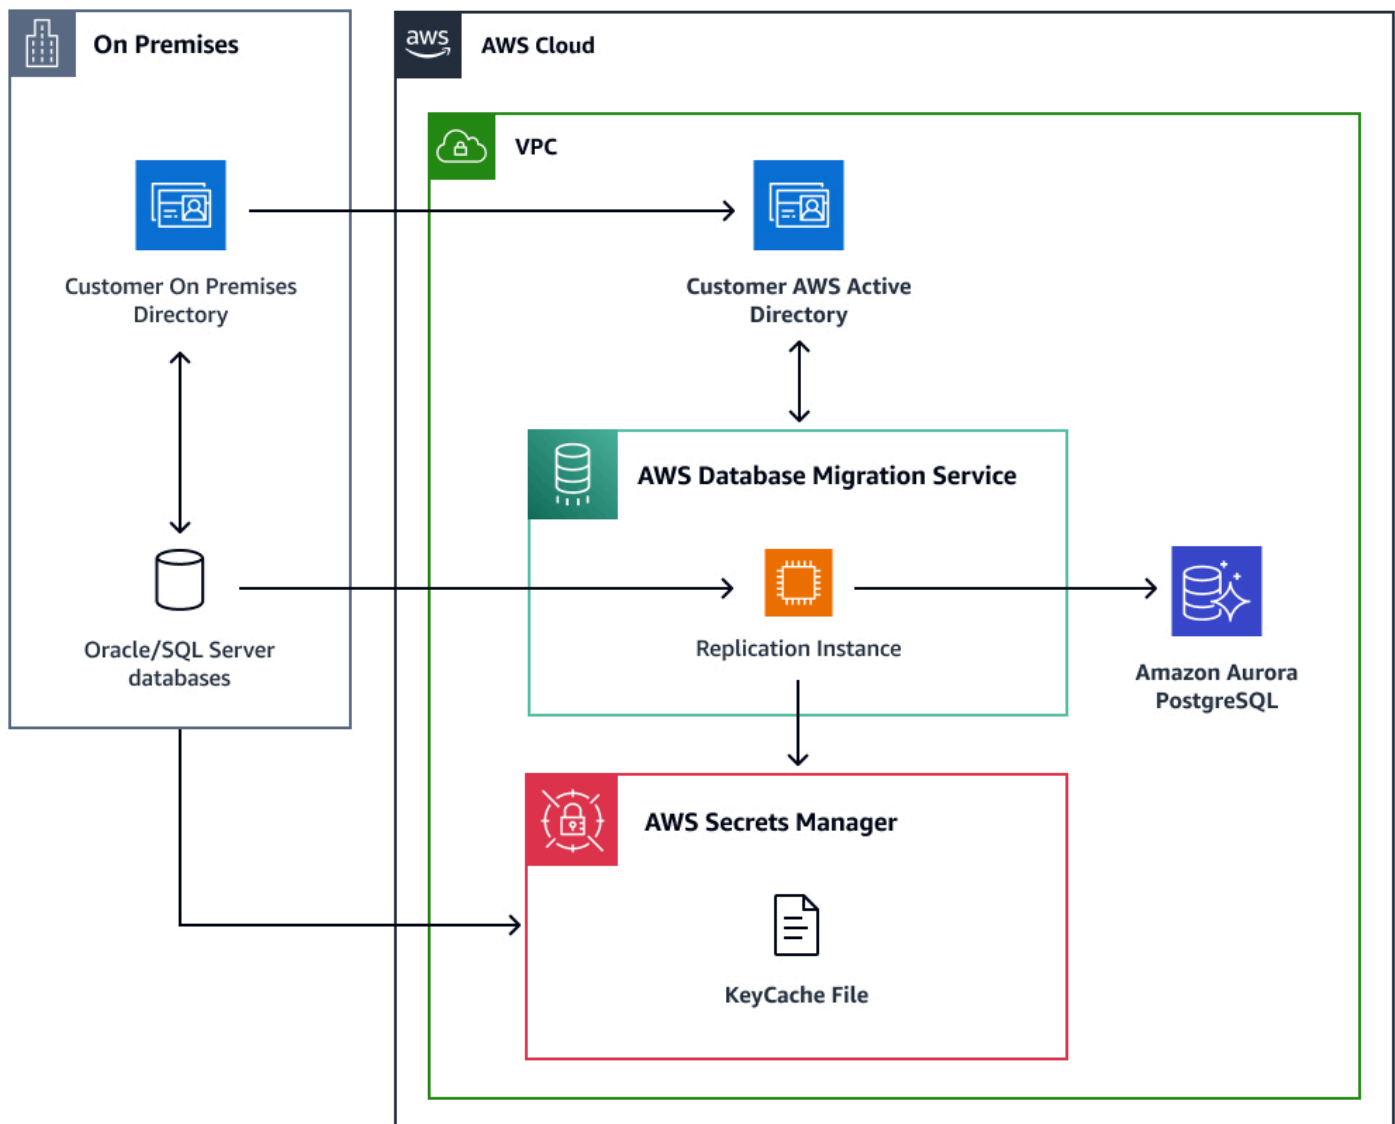 On Premises
aws
AWS Cloud
VPC
Customer On Premises
Directory
Customer AWS Active
Directory
AWS Database Migration Service
Oracle/SQL Server
databases
Replication Instance
Amazon Aurora
PostgreSQL
AWS Secrets Manager
KeyCache File